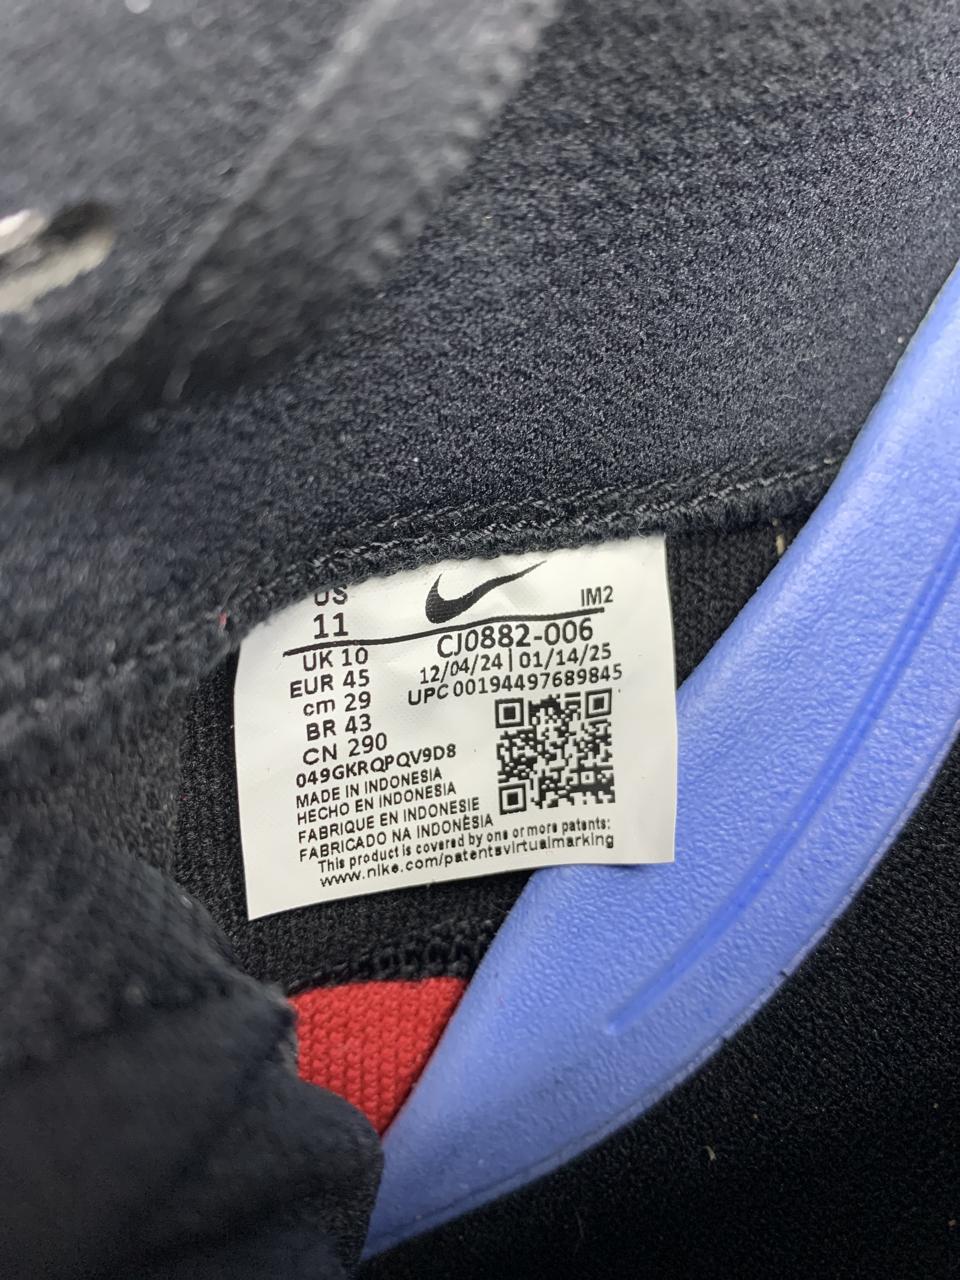 US
11
IM2
UK 10
EUR 45
cm 29
BR 43
CN 290
CJ0882-006
12/04/24 | 01/14/25
UPC 00194497689845
049GKRQPQV9D8
MADE IN INDONESIA
HECHO EN INDONESIA
FABRIQUE EN INDONESIE
FABRICADO NA INDONÉSIA
This product is covered by one or more patents:
www.nike.com/patentsvirtualmarking